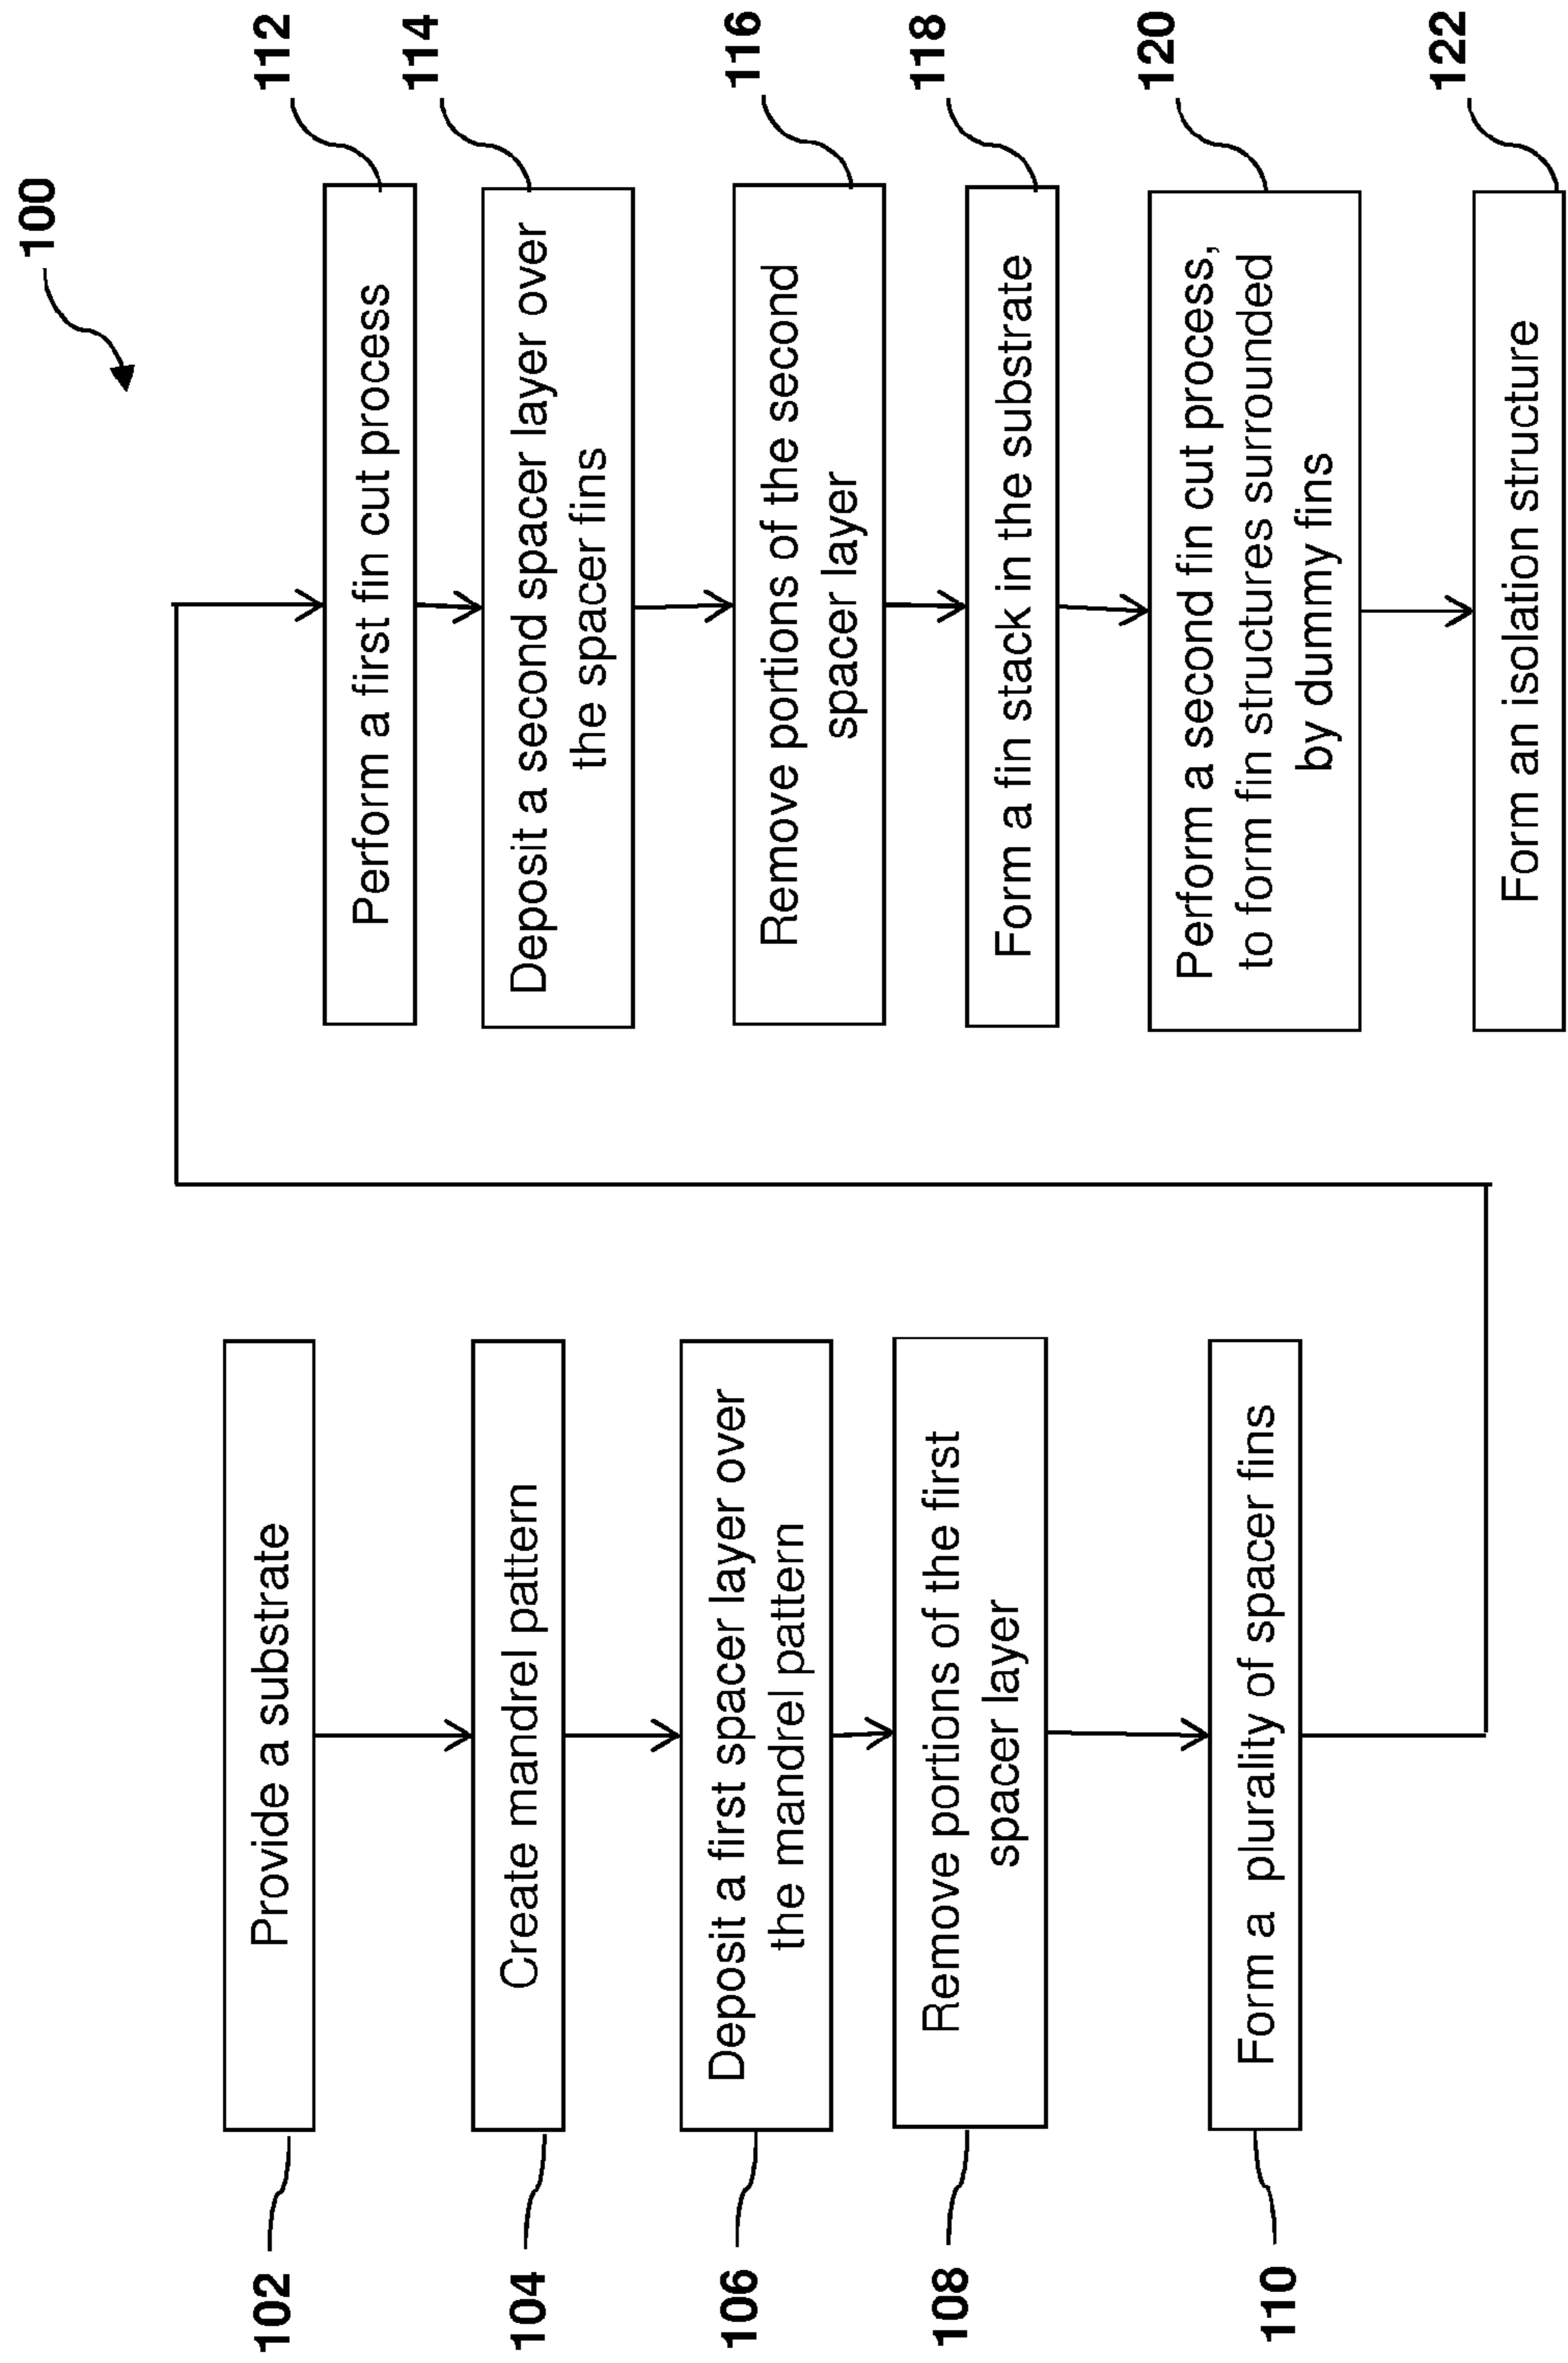 100
102
Provide a substrate
104
Create mandrel pattern
106
Deposit a first spacer layer over
the mandrel pattern
108
Remove portions of the first
spacer layer
110
Form a plurality of spacer fins
112
Perform a first fin cut process
114
Deposit a second spacer layer over
the spacer fins
116
Remove portions of the second
spacer layer
118
Form a fin stack in the substrate
120
Perform a second fin cut process,
to form fin structures surrounded
by dummy fins
122
Form an isolation structure